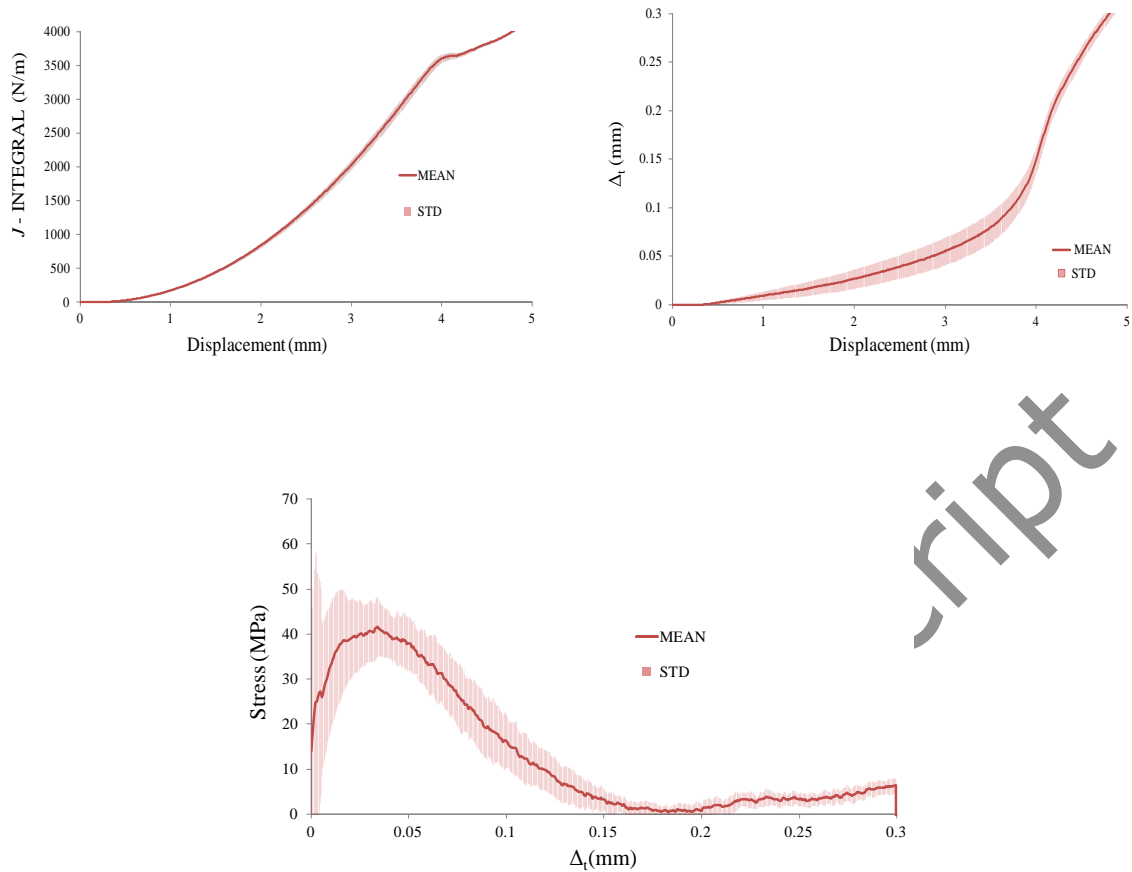 J - INTEGRAL (N/m)
4000
3500
3000
2500
2000
1500
1000
500
0
MEAN
STD
0 1 2 3 4 5
Displacement (mm)
Δt (mm)
0.3
0.25
0.2
0.15
0.1
0.05
0
MEAN
STD
0 1 2 3 4 5
Displacement (mm)
Stress (MPa)
70
60
50
40
30
20
10
0
MEAN
STD
0 0.05 0.1 0.15 0.2 0.25 0.3
Δt (mm)